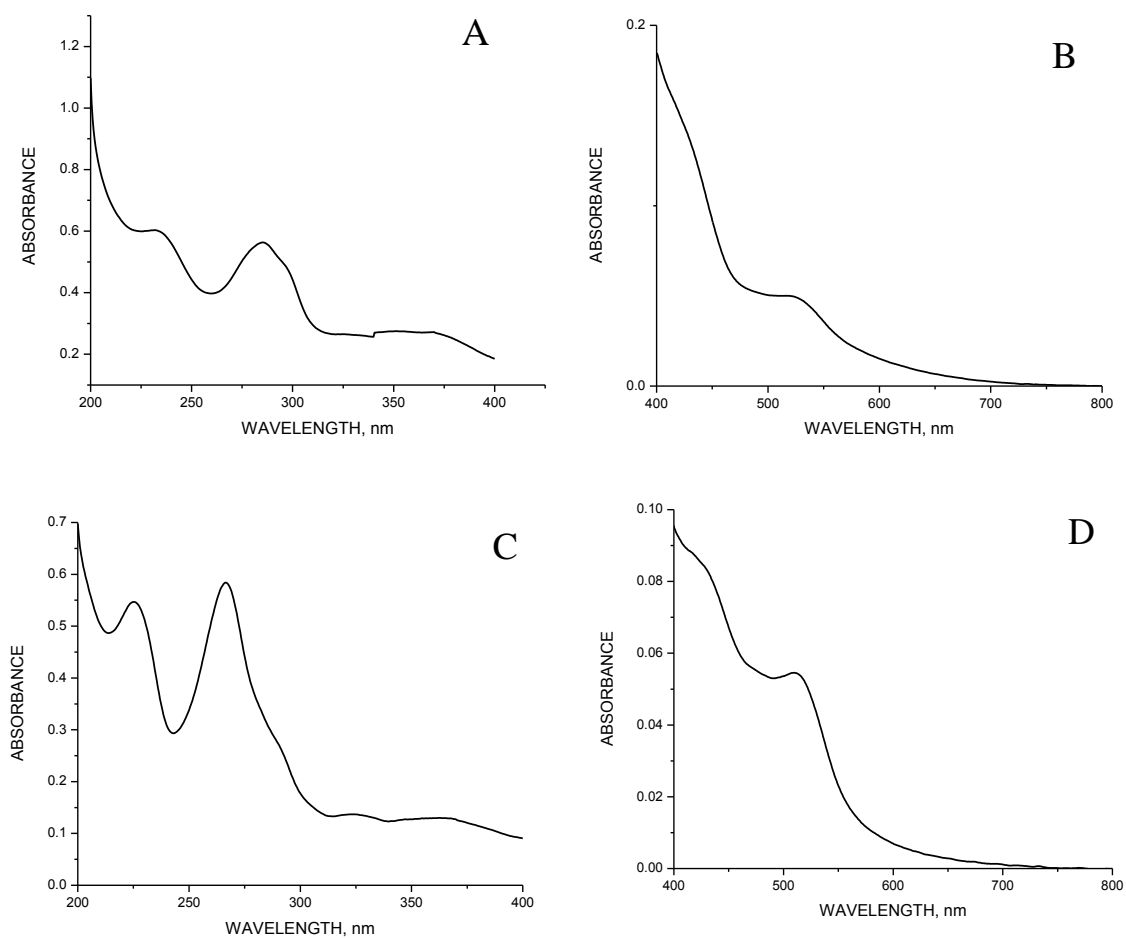 A
1.2
1.0
0.8
0.6
0.4
0.2
ABSORBANCE
200 250 300 350 400
WAVELENGTH, nm
B
0.2
0.0
ABSORBANCE
400 500 600 700 800
WAVELENGTH, nm
C
0.7
0.6
0.5
0.4
0.3
0.2
0.1
0.0
ABSORBANCE
200 250 300 350 400
WAVELENGTH, nm
D
0.10
0.08
0.06
0.04
0.02
0.00
ABSORBANCE
400 500 600 700 800
WAVELENGTH, nm